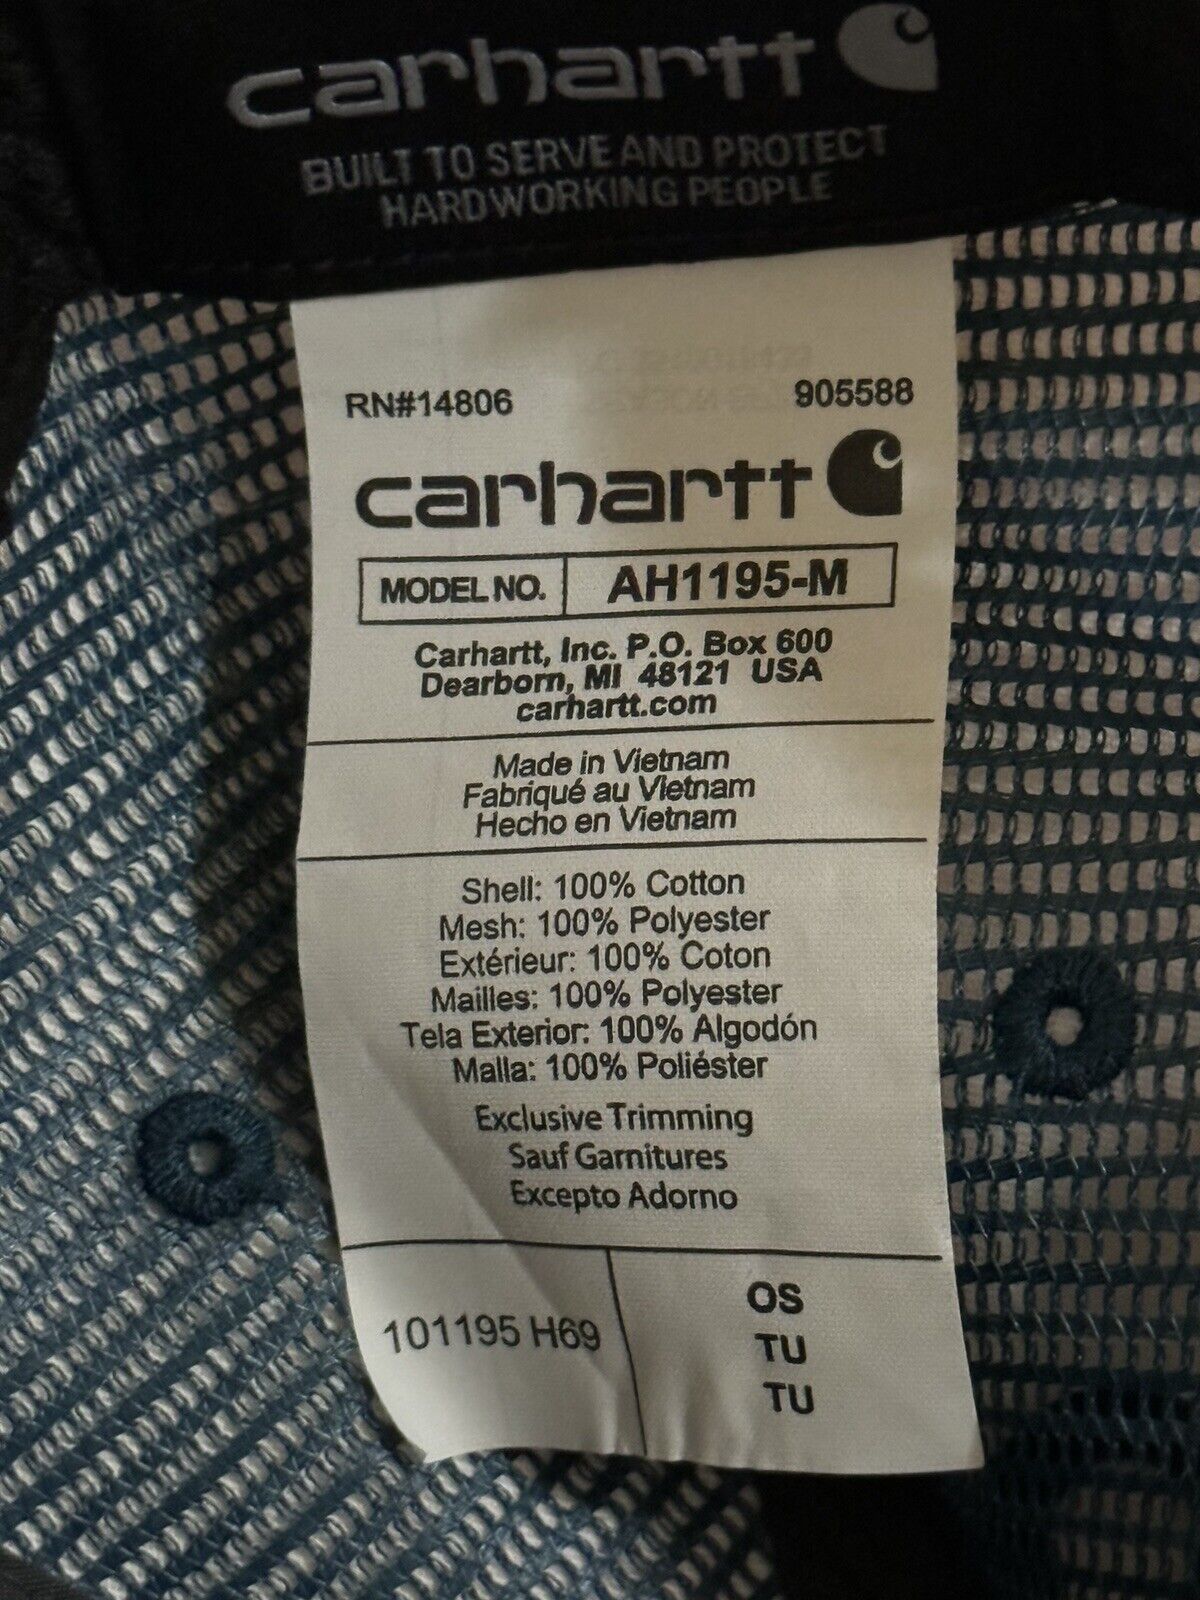 carhartt
BUILT TO SERVE AND PROTECT
HARDWORKING PEOPLE
RN#14806 905588
carhartt
MODEL NO. AH1195-M
Carhartt, Inc. P.O. Box 600
Dearborn, MI 48121 USA
carhartt.com
Made in Vietnam
Fabriqué au Vietnam
Hecho en Vietnam
Shell: 100% Cotton
Mesh: 100% Polyester
Extérieur: 100% Coton
Mailles: 100% Polyester
Tela Exterior: 100% Algodón
Malla: 100% Poliéster
Exclusive Trimming
Sauf Garnitures
Excepto Adorno
101195 H69
OS
TU
TU